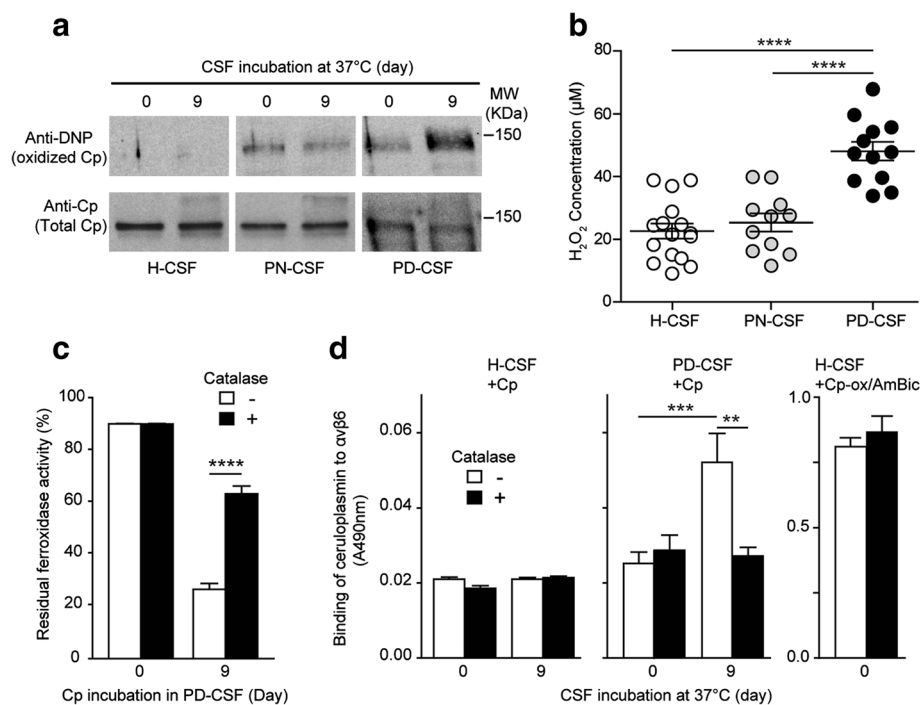 a
CSF incubation at 37°C (day)
0 9 0 9 0 9 MW
(KDa)
Anti-DNP
(oxidized Cp)
150
Anti-Cp
(Total Cp)
150
H-CSF PN-CSF PD-CSF
b
80
60
40
20
0
H2O2 Concentration (μM)
****
****
H-CSF PN-CSF PD-CSF
c
Catalase
-
+
100
80
60
40
20
0
Residual ferroxidase activity (%)
****
0 9
Cp incubation in PD-CSF (Day)
d
H-CSF
+Cp
PD-CSF
+Cp
H-CSF
+Cp-ox/AmBic
0.06
0.04
0.02
0.00
Binding of ceruloplasmin to αvβ6
(A490nm)
Catalase
-
+
***
**
1.0
0.5
0.0
0 9 0 9 0
CSF incubation at 37°C (day)